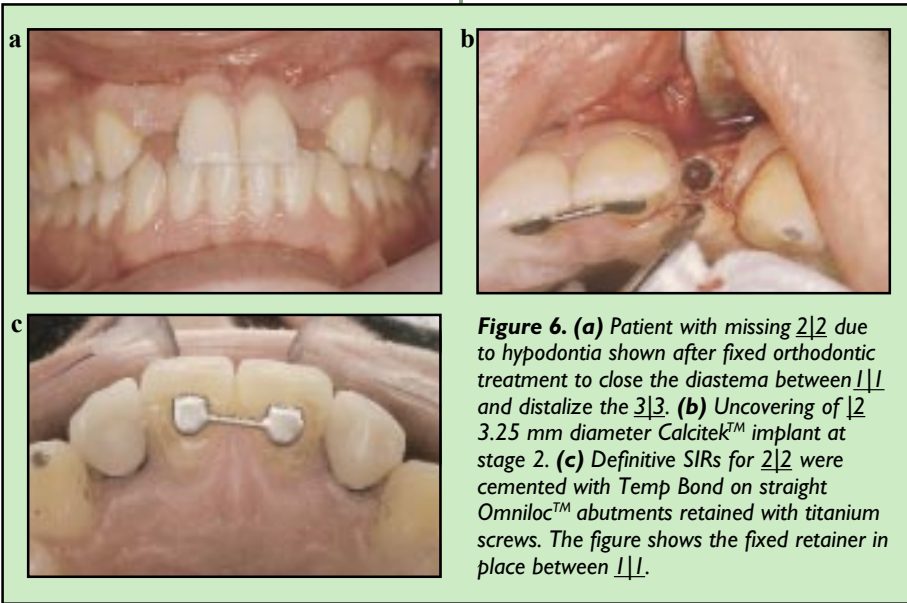 a
b
c
Figure 6. (a) Patient with missing 2|2 due
to hypodontia shown after fixed orthodontic
treatment to close the diastema between 1|1
and distalize the 3|3. (b) Uncovering of |2
3.25 mm diameter Calcitek™ implant at
stage 2. (c) Definitive SIRs for 2|2 were
cemented with Temp Bond on straight
Omniloc™ abutments retained with titanium
screws. The figure shows the fixed retainer in
place between 1|1.